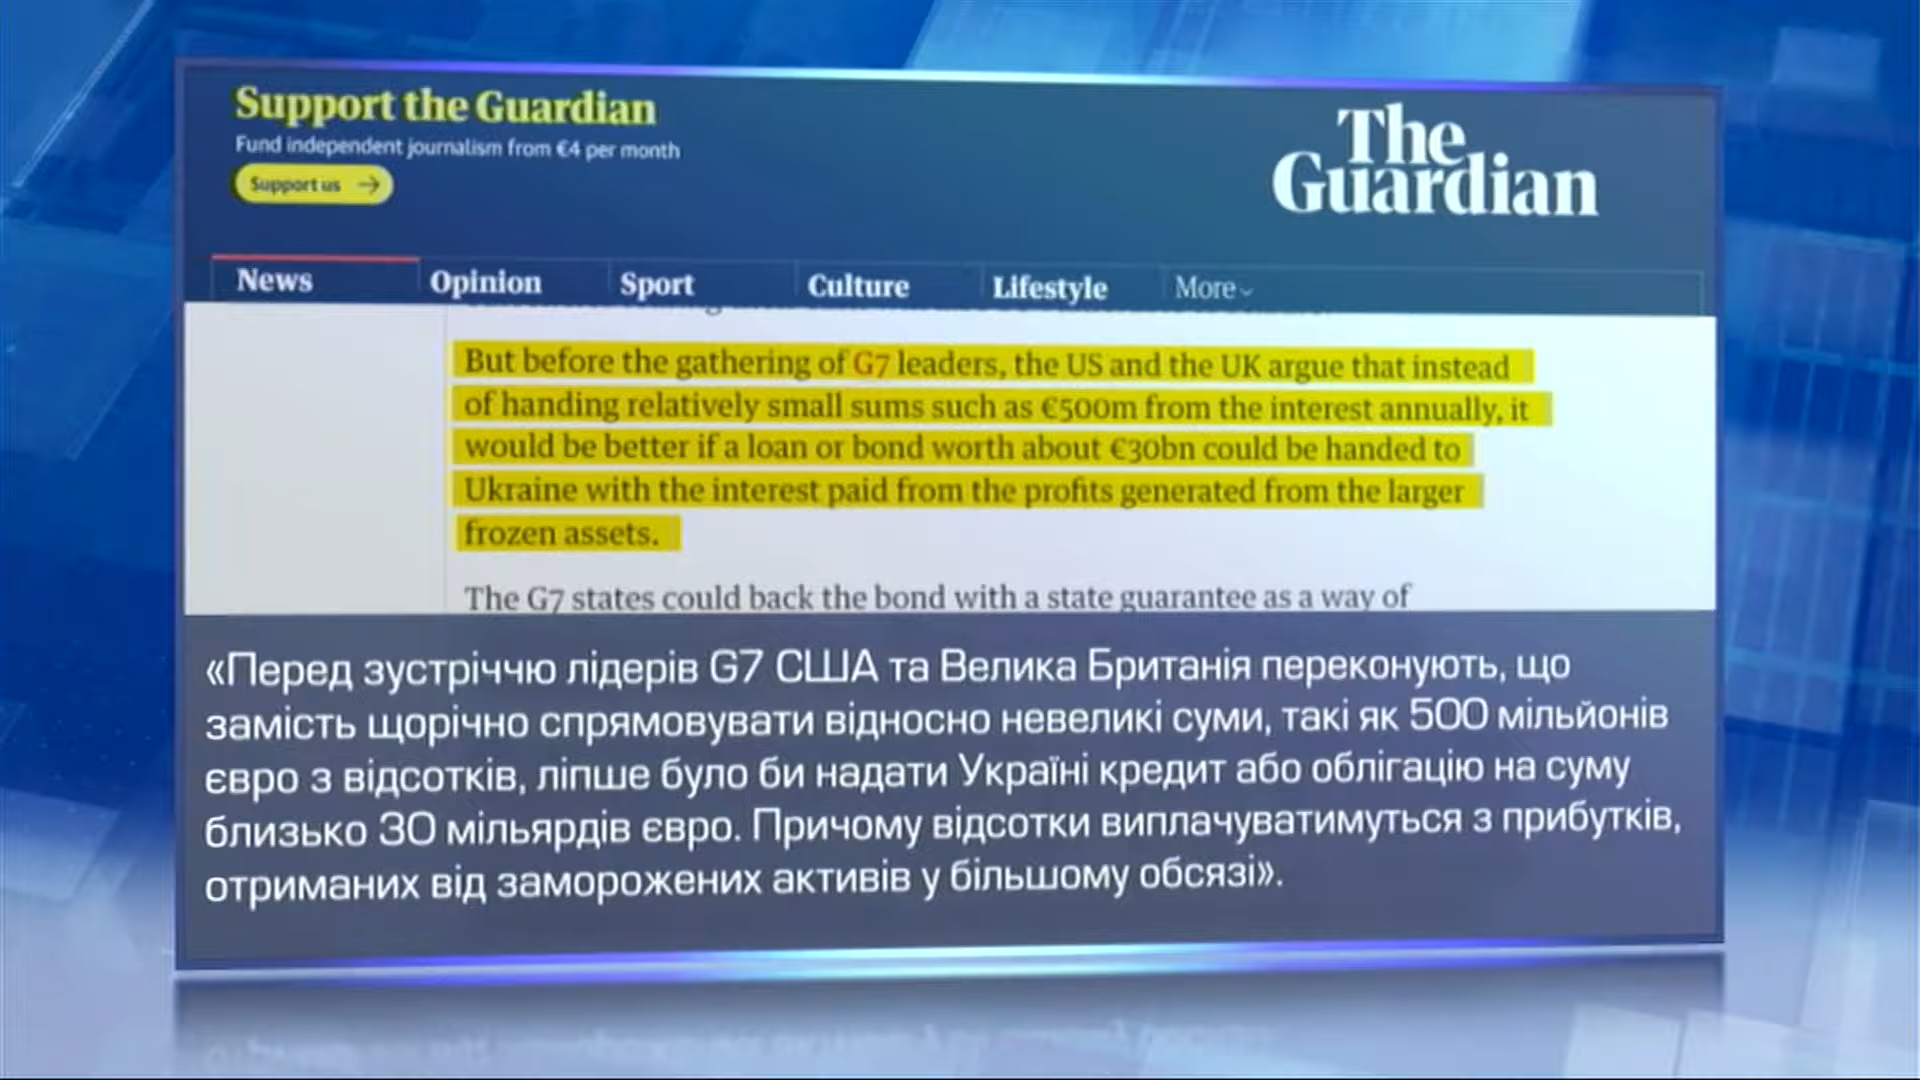 Support the Guardian
Fund independent journalism from €4 per month
Support us →
The
Guardian
News Opinion Sport Culture Lifestyle More
But before the gathering of G7 leaders, the US and the UK argue that instead
of handing relatively small sums such as €500m from the interest annually, it
would be better if a loan or bond worth about €30bn could be handed to
Ukraine with the interest paid from the profits generated from the larger
frozen assets.
The G7 states could back the bond with a state guarantee as a way of
«Перед зустріччю лідерів G7 США та Велика Британія переконують, що
замість щорічно спрямовувати відносно невеликі суми, такі як 500 мільйонів
євро з відсотків, ліпше було би надати Україні кредит або облігацію на суму
близько 30 мільярдів євро. Причому відсотки виплачуватимуться з прибутків,
отриманих від заморожених активів у більшому обсязі».